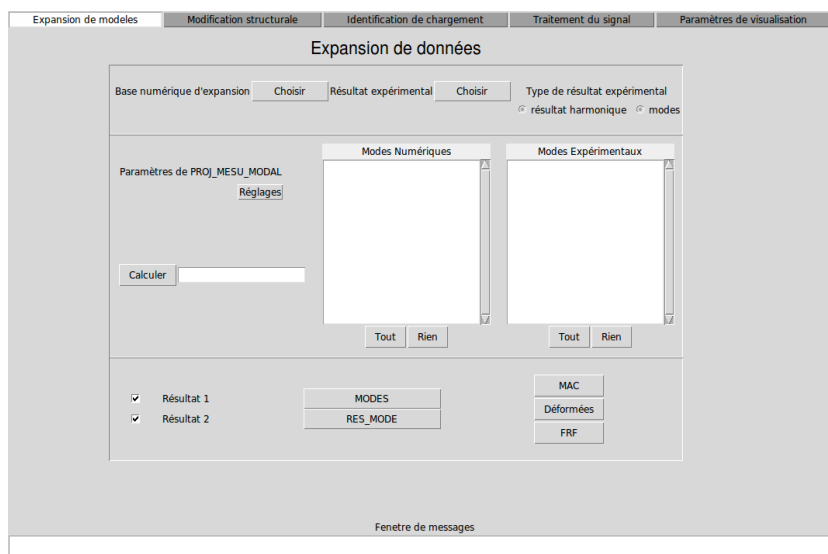 Expansion de modeles Modification structurale Identification de chargement Traitement du signal Paramètres de visualisation
Expansion de données
Base numérique d'expansion Choisir Résultat expérimental Choisir Type de résultat expérimental
résultat harmonique modes
Modes Numériques Modes Expérimentaux
Paramètres de PROJ_MESU_MODAL
Réglages
Calculer
Tout Rien Tout Rien
MAC
Résultat 1 MODES
Déformées
Résultat 2 RES_MODE
FRF
Fenetre de messages